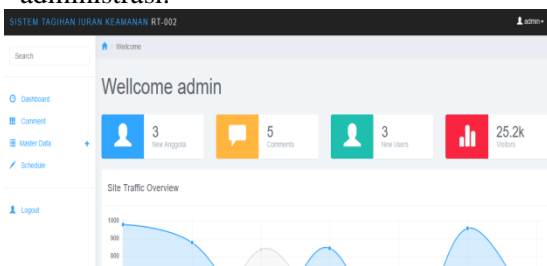 administrasi.
SISTEM TAGIHAN IURAN KEAMANAN RT-002
admin
Search
Welcome
Wellcome admin
Dashboard
Comment
Master Data +
Schedule
Logout
3
New Anggota
5
Comments
3
New Users
25.2k
Visitors
Site Traffic Overview
1000
900
800